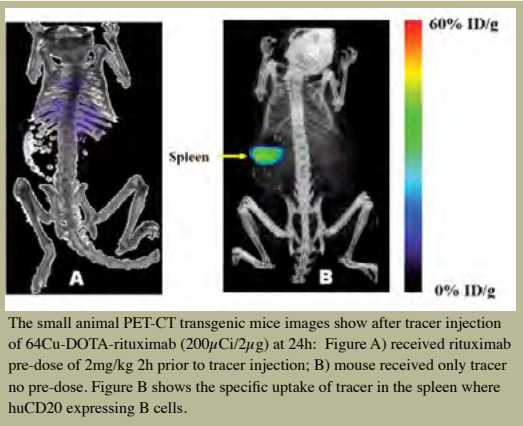 60% ID/g
Spleen
A
B
0% ID/g
The small animal PET-CT transgenic mice images show after tracer injection
of 64Cu-DOTA-rituximab (200µCi/2µg) at 24h: Figure A) received rituximab
pre-dose of 2mg/kg 2h prior to tracer injection; B) mouse received only tracer
no pre-dose. Figure B shows the specific uptake of tracer in the spleen where
huCD20 expressing B cells.